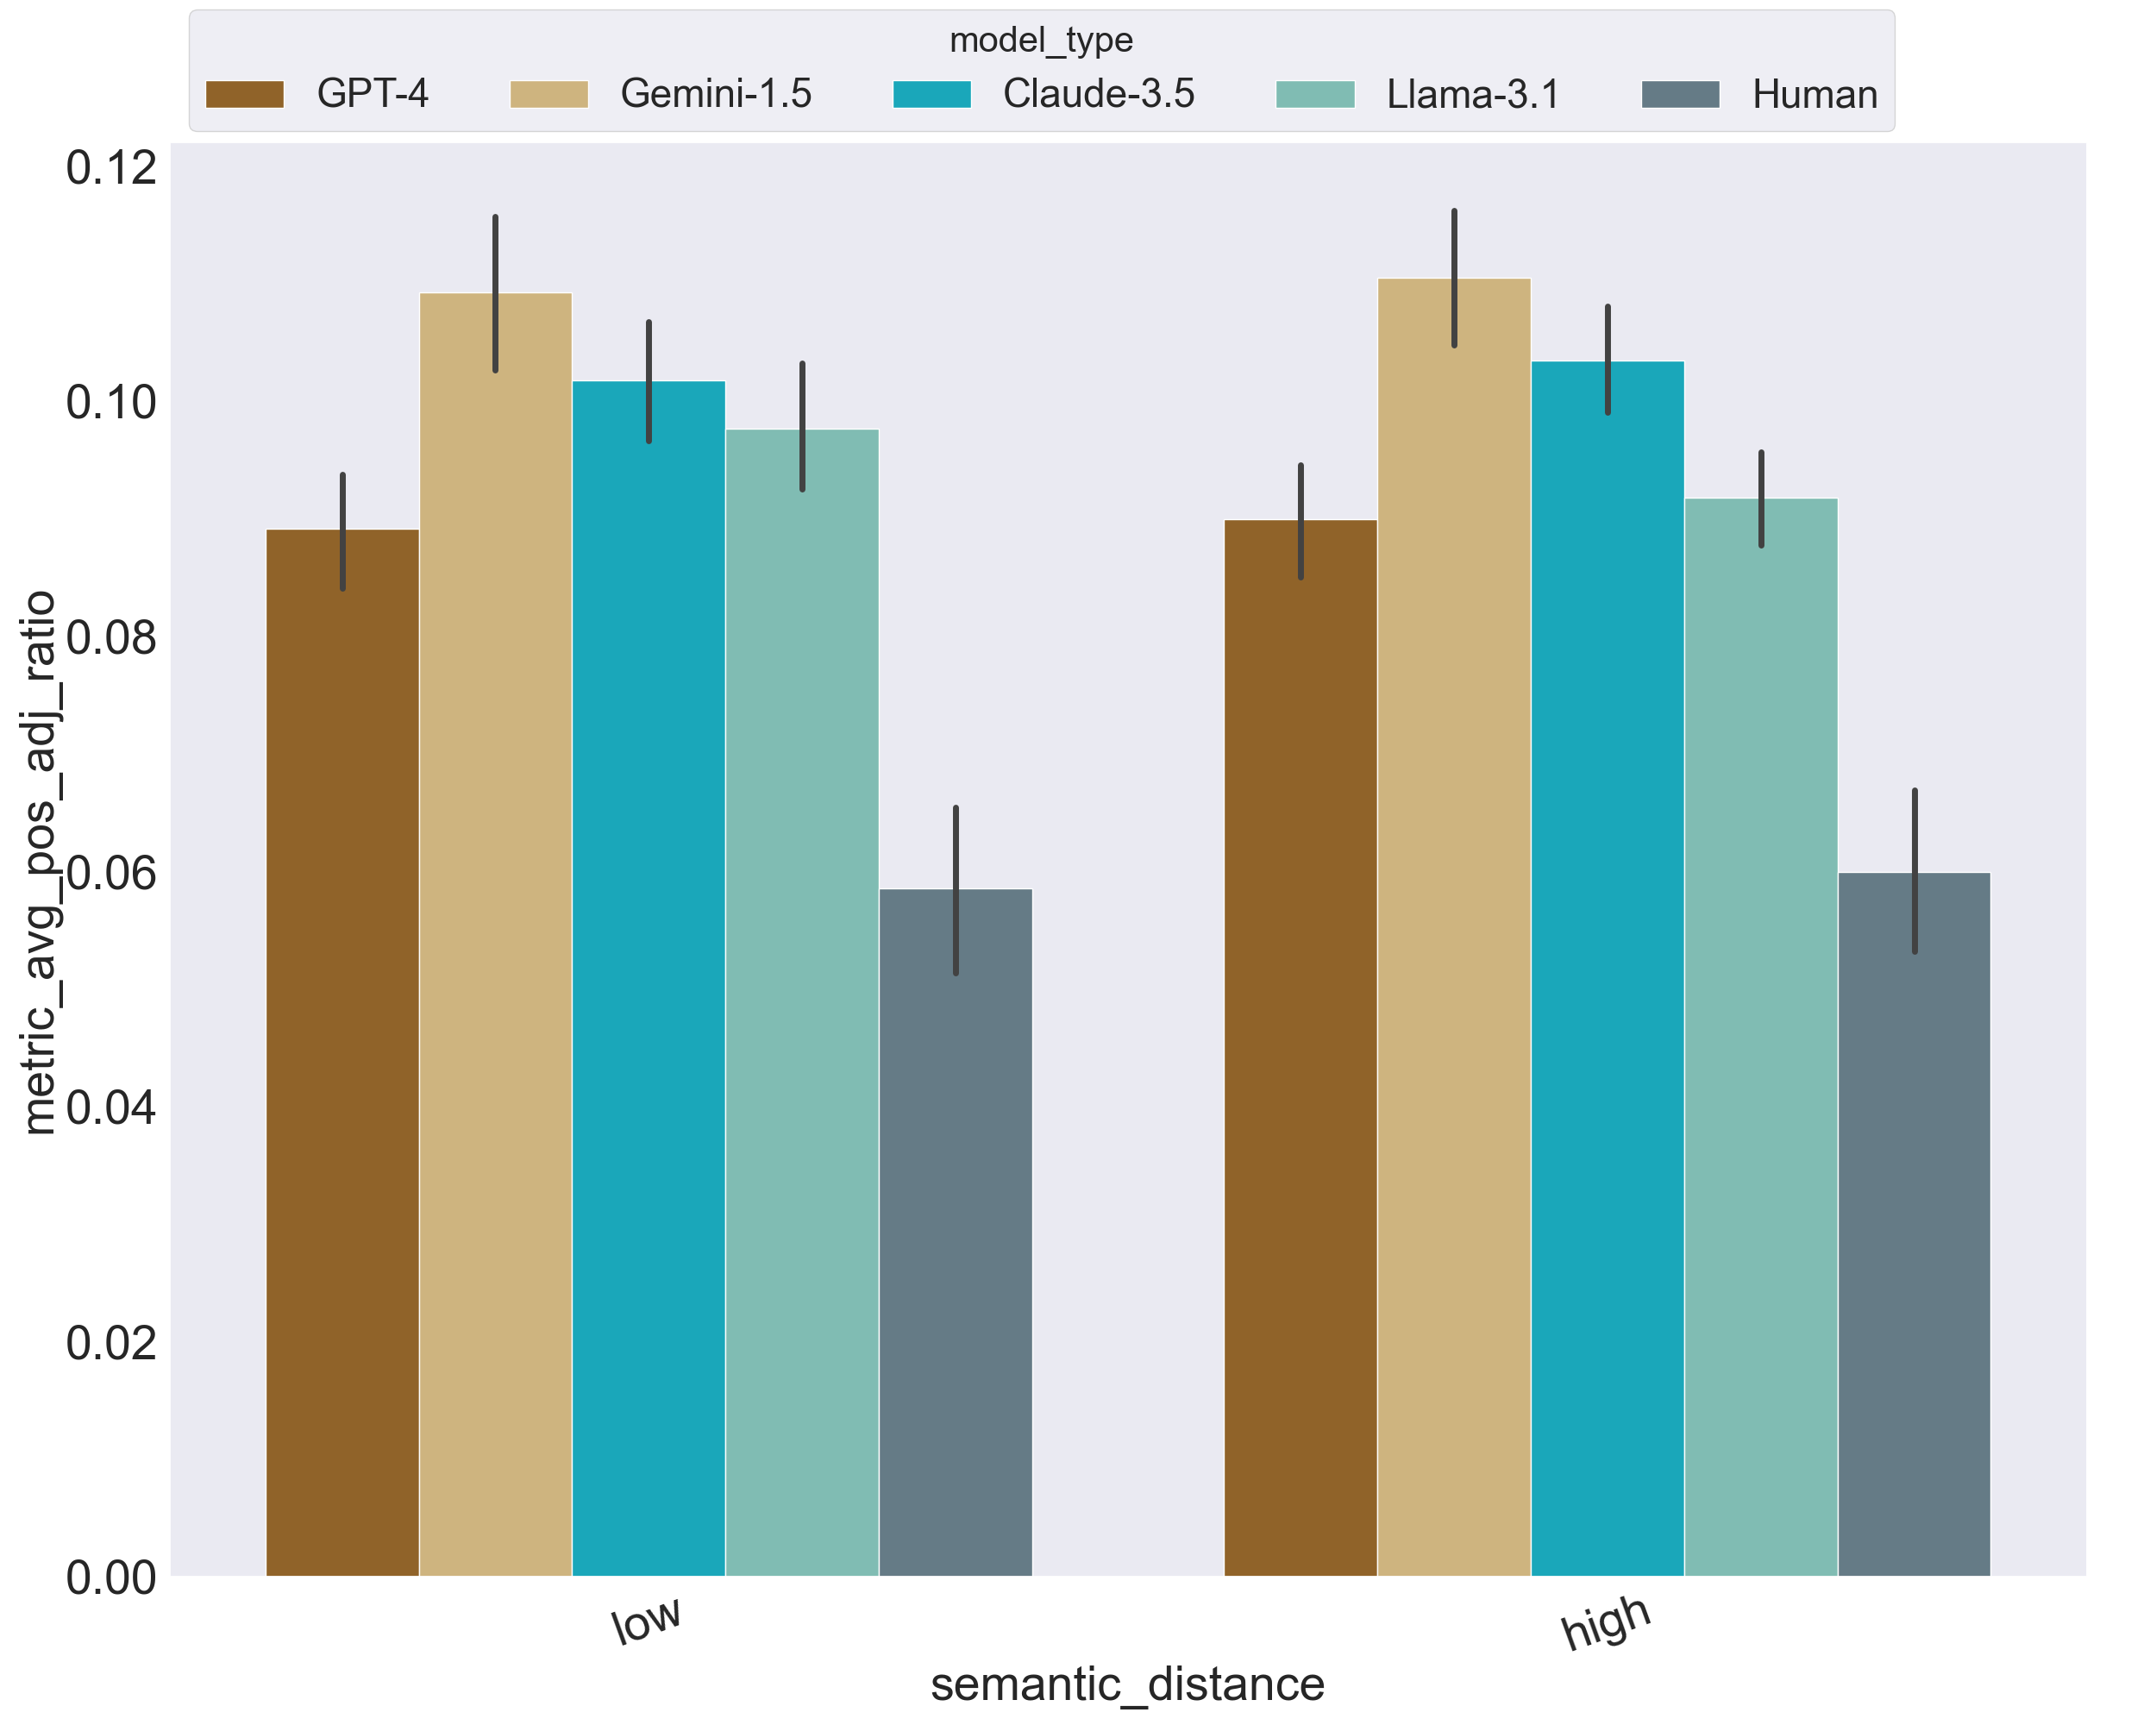 model_type
GPT-4 Gemini-1.5 Claude-3.5 Llama-3.1 Human
0.12
0.10
0.08
0.06
0.04
0.02
0.00
metric_avg_pos_adj_ratio
low high
semantic_distance